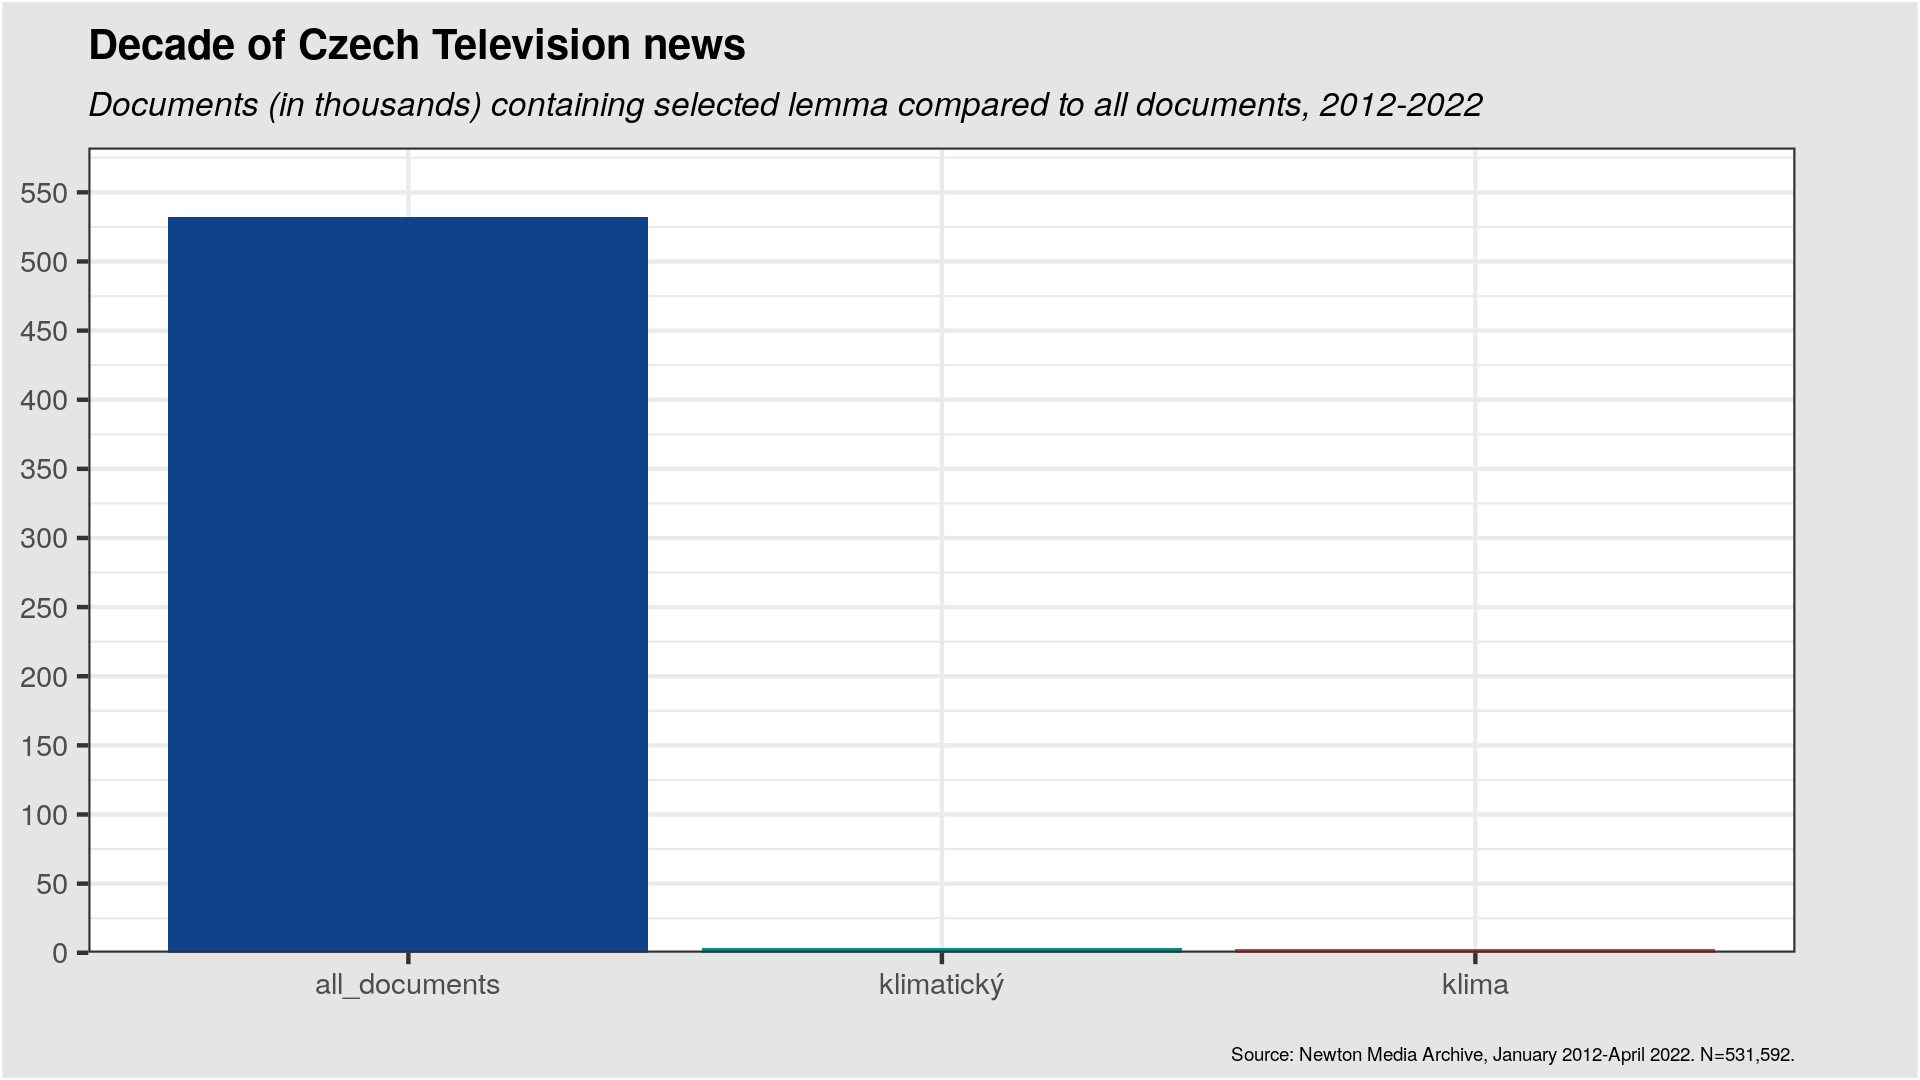 Decade of Czech Television news
Documents (in thousands) containing selected lemma compared to all documents, 2012-2022
550
500
450
400
350
300
250
200
150
100
50
0
all_documents
klimatický
klima
Source: Newton Media Archive, January 2012-April 2022. N=531,592.